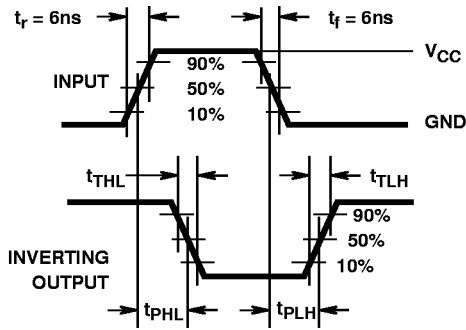 tr = 6ns
tf = 6ns
VCC
90%
INPUT
50%
10%
GND
tTHL
tTLH
90%
50%
INVERTING
OUTPUT
10%
tPHL
tPLH